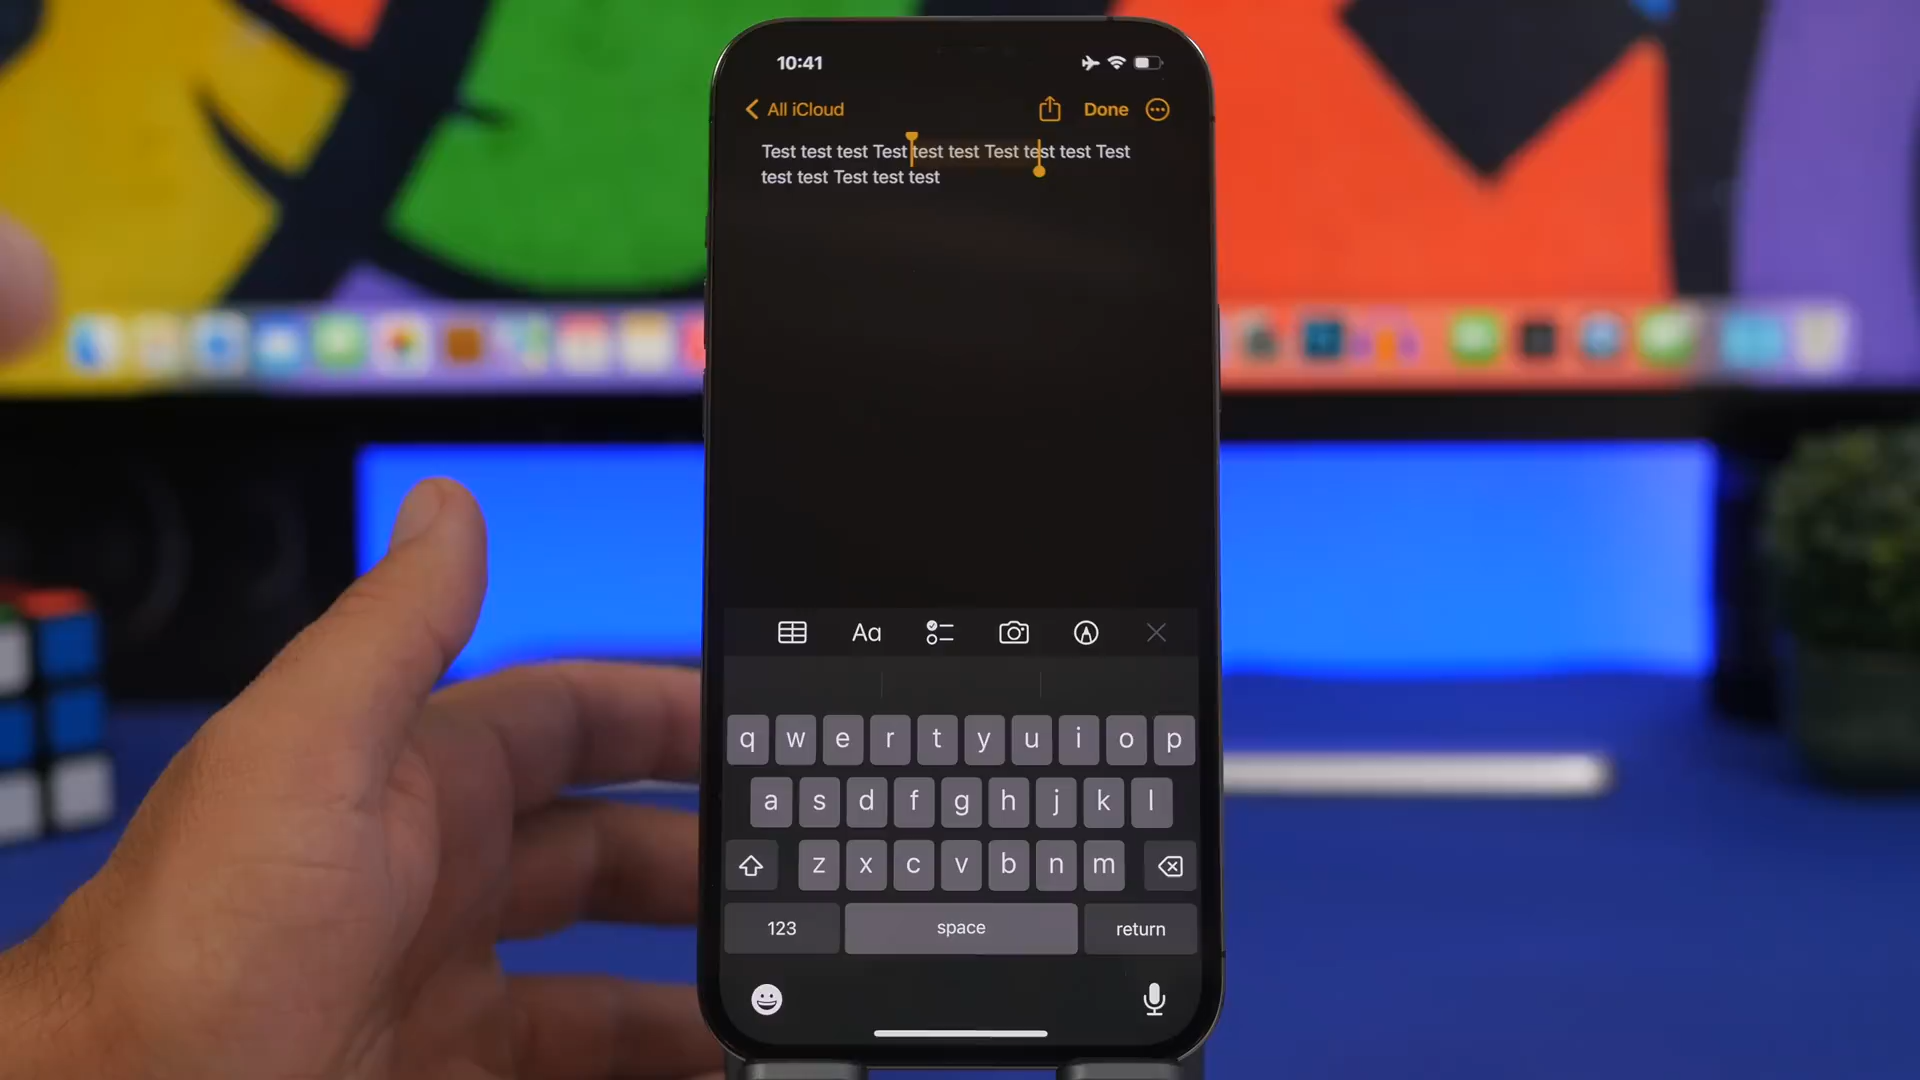 10:41
All iCloud
Done
Test test test Test test test Test test test Test
test test Test test test
Aa
q w e r t y u i o p
a s d f g h j k l
z x c v b n m
123
space
return